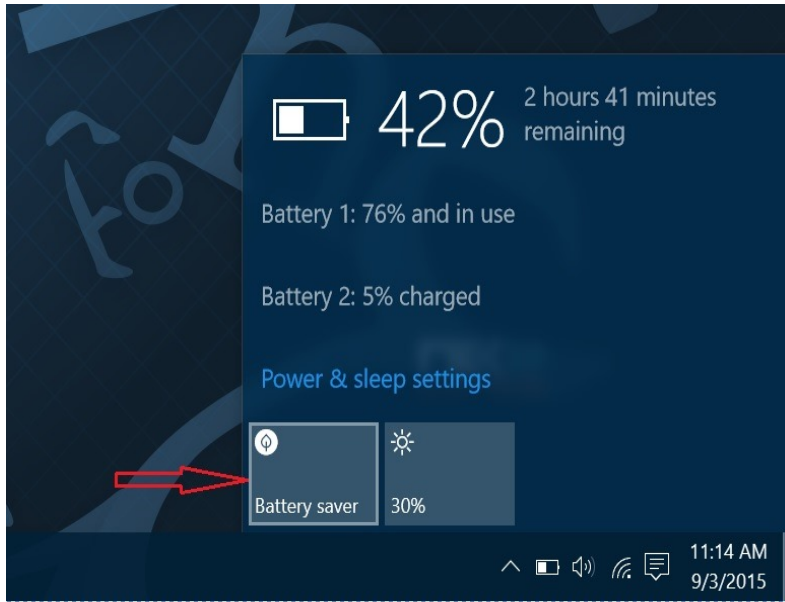 42%
2 hours 41 minutes
remaining
Battery 1: 76% and in use
Battery 2: 5% charged
Power & sleep settings
Battery saver
30%
11:14 AM
9/3/2015